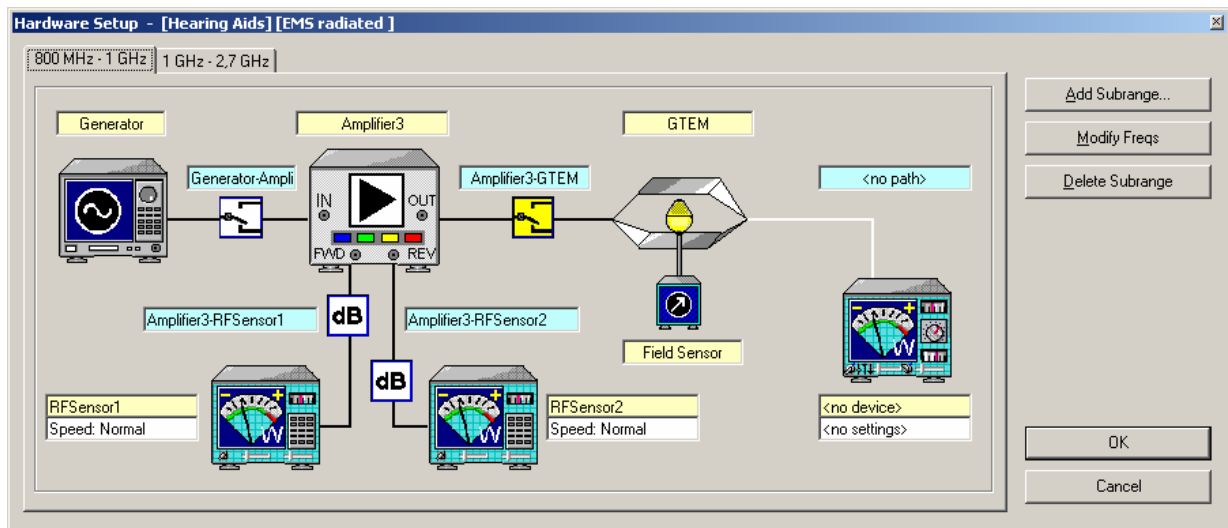 Hardware Setup - [Hearing Aids] [EMS radiated ]
800 MHz - 1 GHz
1 GHz - 2,7 GHz
Add Subrange...
Modify Freqs
Delete Subrange
Generator
Amplifier3
GTEM
Generator-Ampli
Amplifier3-GTEM
<no path>
IN
OUT
FWD
REV
Amplifier3-RFSensor1
dB
Amplifier3-RFSensor2
dB
Field Sensor
RFSensor1
Speed: Normal
RFSensor2
Speed: Normal
<no device>
<no settings>
OK
Cancel